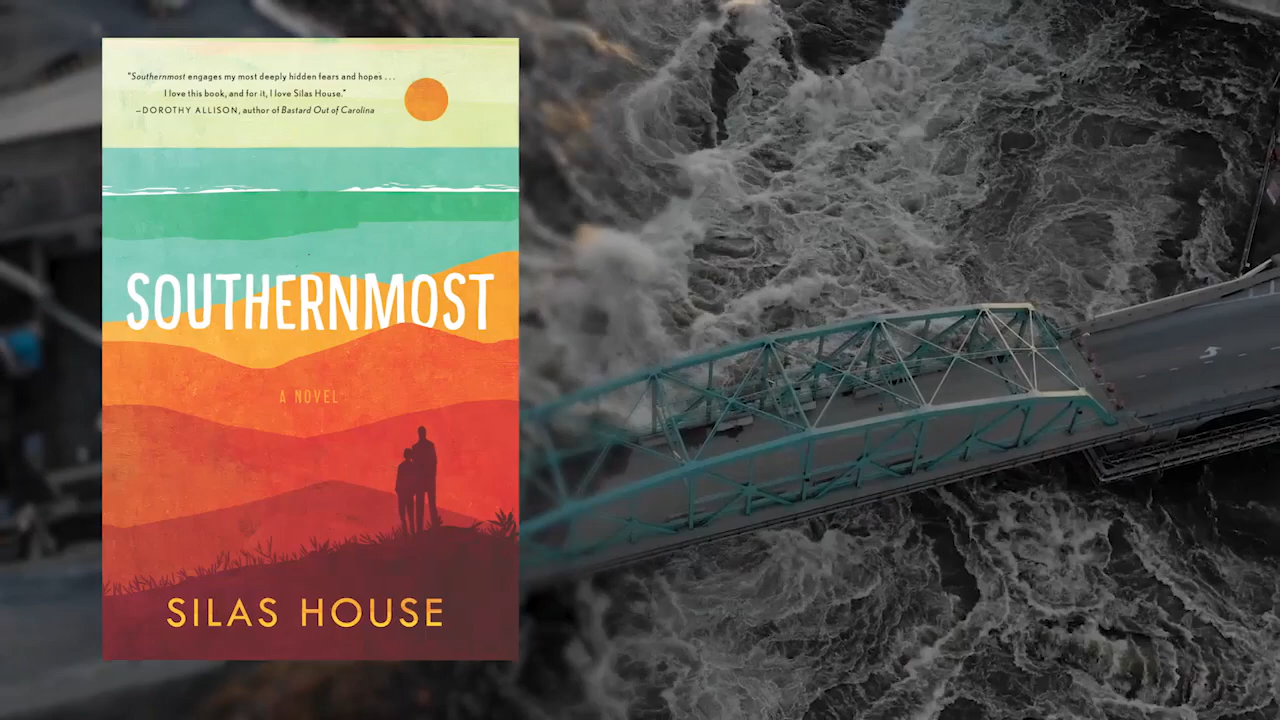 "Southernmost engages my most deeply hidden fears and hopes . . .
I love this book, and for it, I love Silas House."
—DOROTHY ALLISON, author of Bastard Out of Carolina
SOUTHERNMOST
A NOVEL
SILAS HOUSE